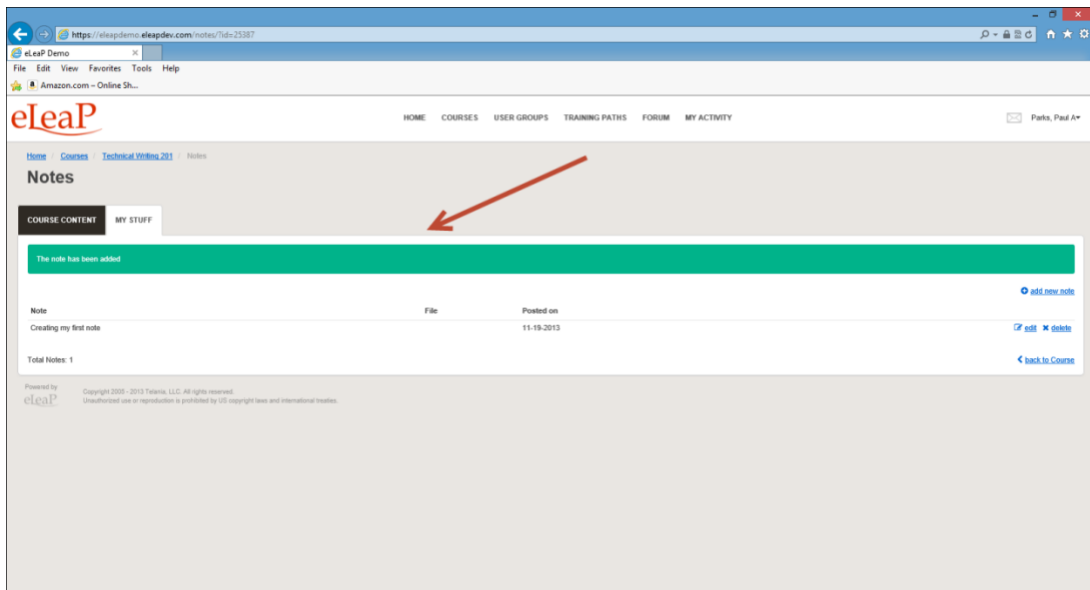 https://eleapdemo.eleapdev.com/notes/?id=25387
eLeaP Demo
File Edit View Favorites Tools Help
Amazon.com – Online Sh...
eLeaP
HOME COURSES USER GROUPS TRAINING PATHS FORUM MY ACTIVITY
Parks, Paul A
Home / Courses / Technical Writing 201 / Notes
Notes
COURSE CONTENT MY STUFF
The note has been added
add new note
Note File Posted on
Creating my first note 11-19-2013 edit delete
Total Notes: 1 back to Course
Powered by
eLeaP
Copyright 2005 - 2013 Telania, LLC. All rights reserved.
Unauthorized use or reproduction is prohibited by US copyright laws and international treaties.